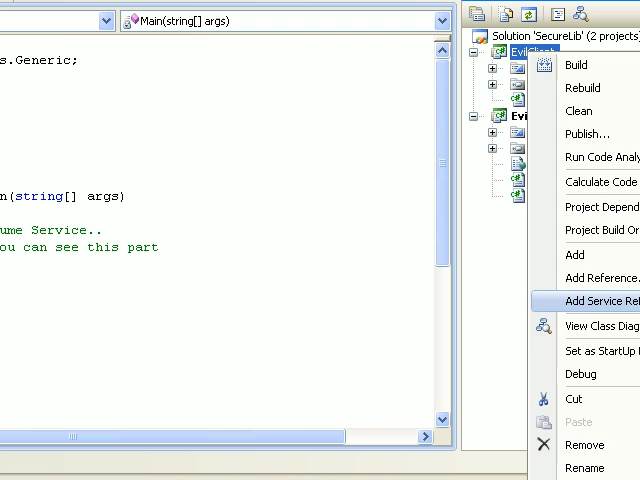 Main(string[] args)
Solution 'SecureLib' (2 projects)
s.Generic;
n(string[] args)
ume Service..
ou can see this part
EvilClient
Evi
Build
Rebuild
Clean
Publish...
Run Code Analy
Calculate Code
Project Depend
Project Build Or
Add
Add Reference.
Add Service Ref
View Class Diag
Set as StartUp
Debug
Cut
Paste
Remove
Rename